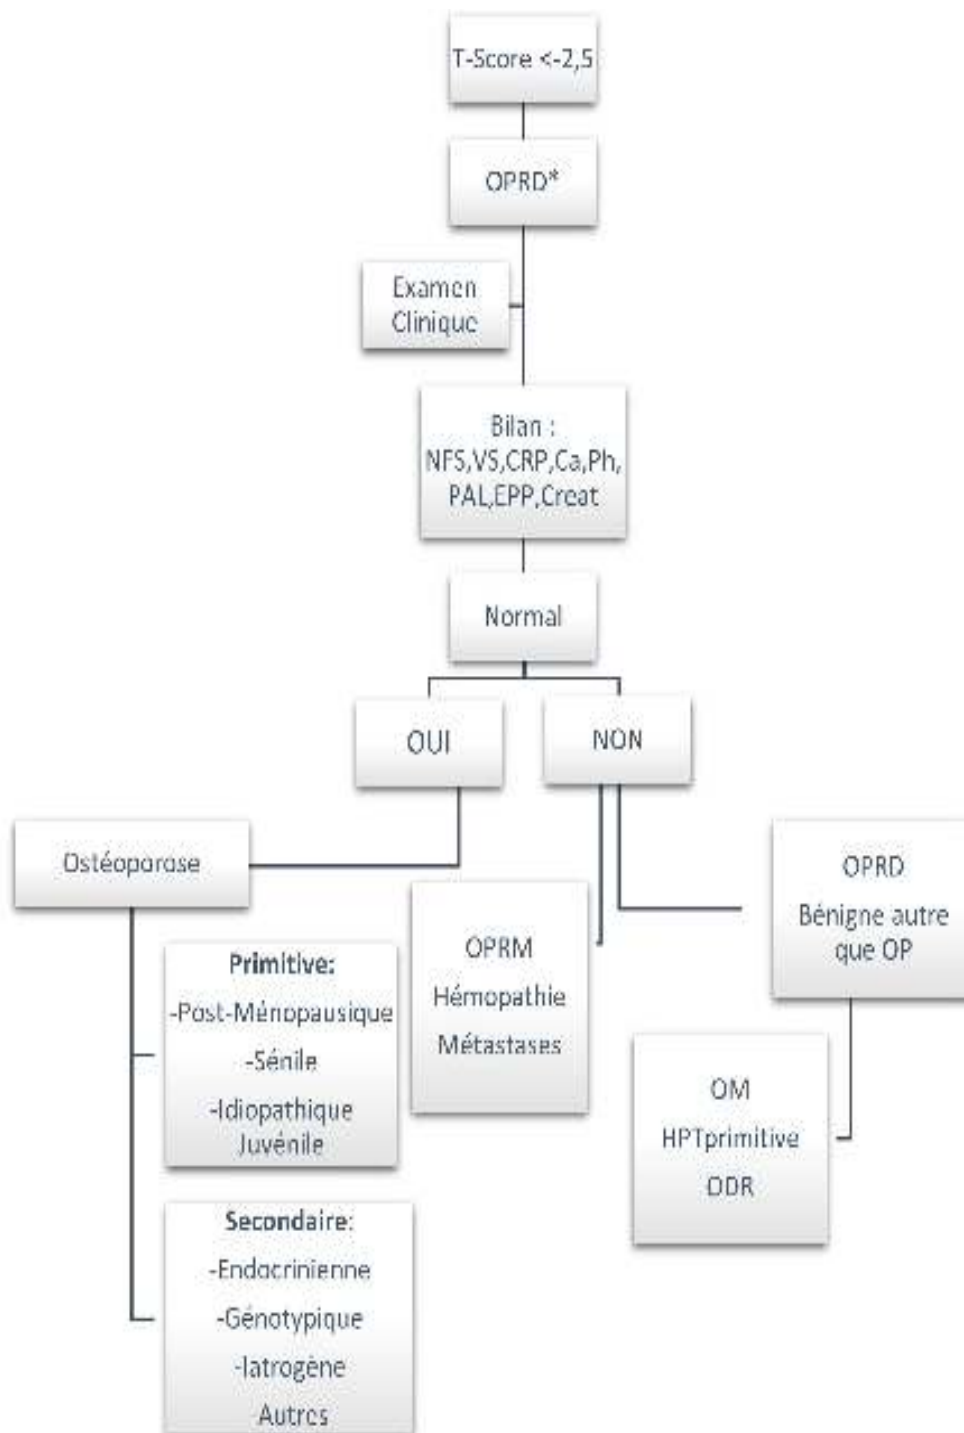 T-Score <-2,5
OPRD*
Examen
Clinique
Bilan :
NFS,VS,CRP,Ca,Ph,
PAL,EPP,Creat
Normal
OUI
NON
Ostéoporose
OPRD
Bénigne autre
que OP
OPRM
Hémopathie
Métastases
Primitive:
-Post-Ménopausique
-Sénile
-Idiopathique
Juvénile
OM
HPTprimitive
ODR
Secondaire:
-Endocrinienne
-Génotypique
-Iatrogène
Autres